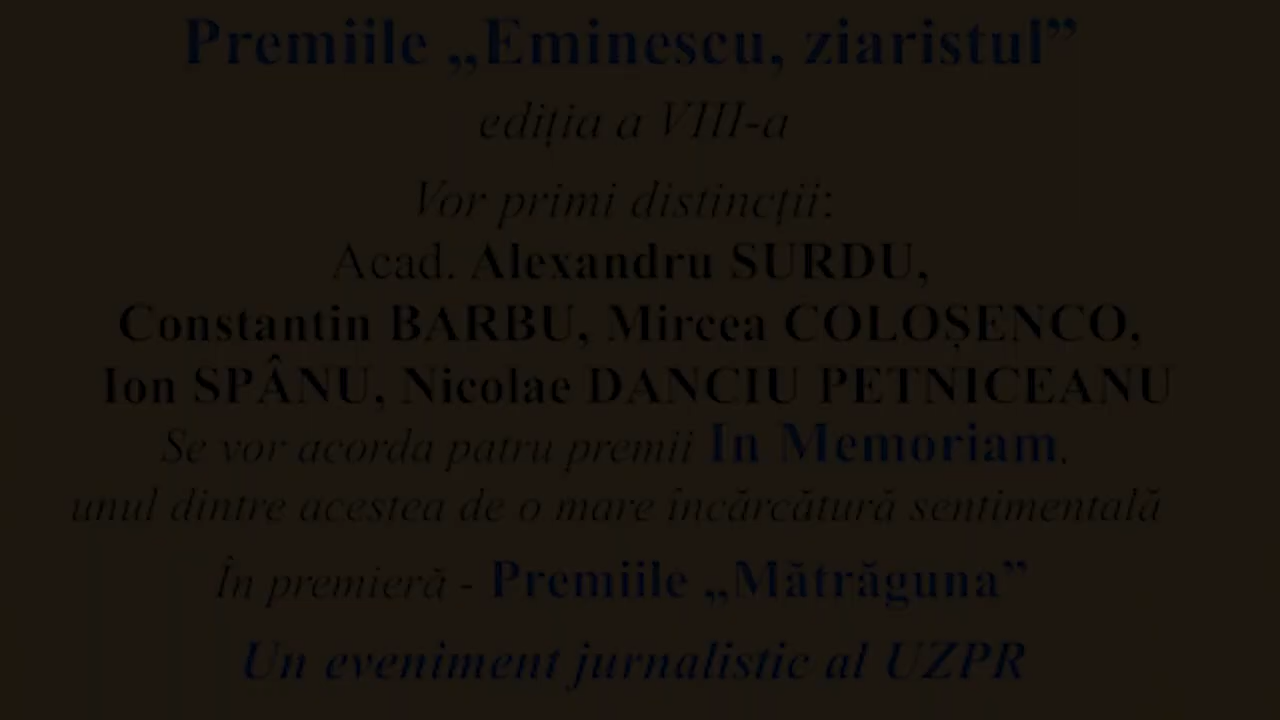 Premiile „Eminescu, ziaristul”
ediția a VIII-a
Vor primi distincții:
Acad. Alexandru SURDU,
Constantin BARBU, Mircea COLOȘENCO,
Ion SPÂNU, Nicolae DANCIU PETNICEANU
Se vor acorda patru premii In Memoriam,
unul dintre acestea de o mare încărcătură sentimentală
În premieră - Premiile „Mătrăguna”
Un eveniment jurnalistic al UZPR